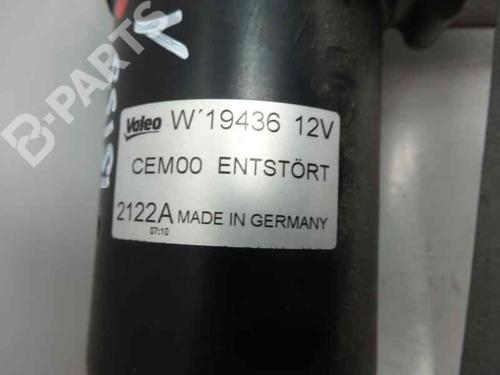 B-PARTS
Valeo W´19436 12V
CEM00 ENTSTÖRT
2122A MADE IN GERMANY
07:10